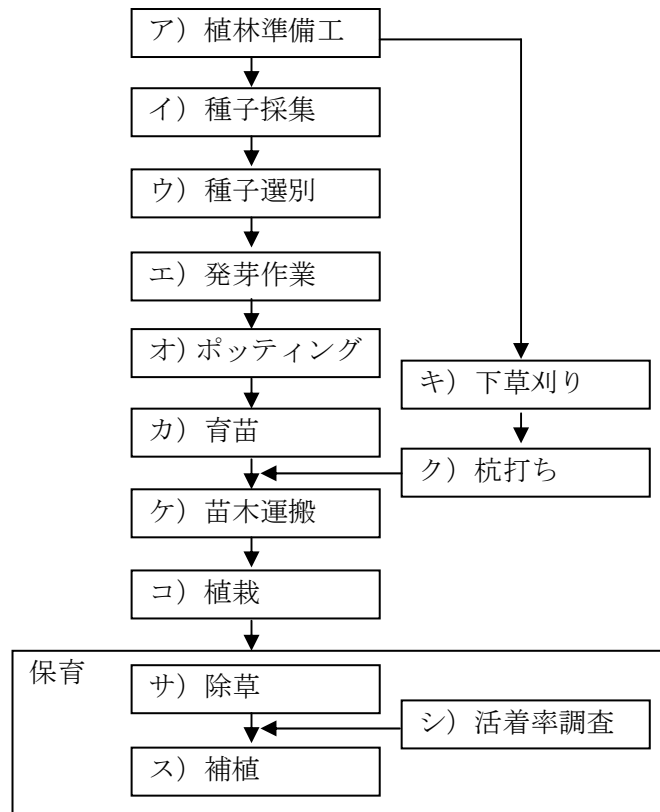 ア）植林準備工
イ）種子採集
ウ）種子選別
エ）発芽作業
オ）ポッティング
キ）下草刈り
カ）育苗
ク）杭打ち
ケ）苗木運搬
コ）植栽
保育
サ）除草
シ）活着率調査
ス）補植